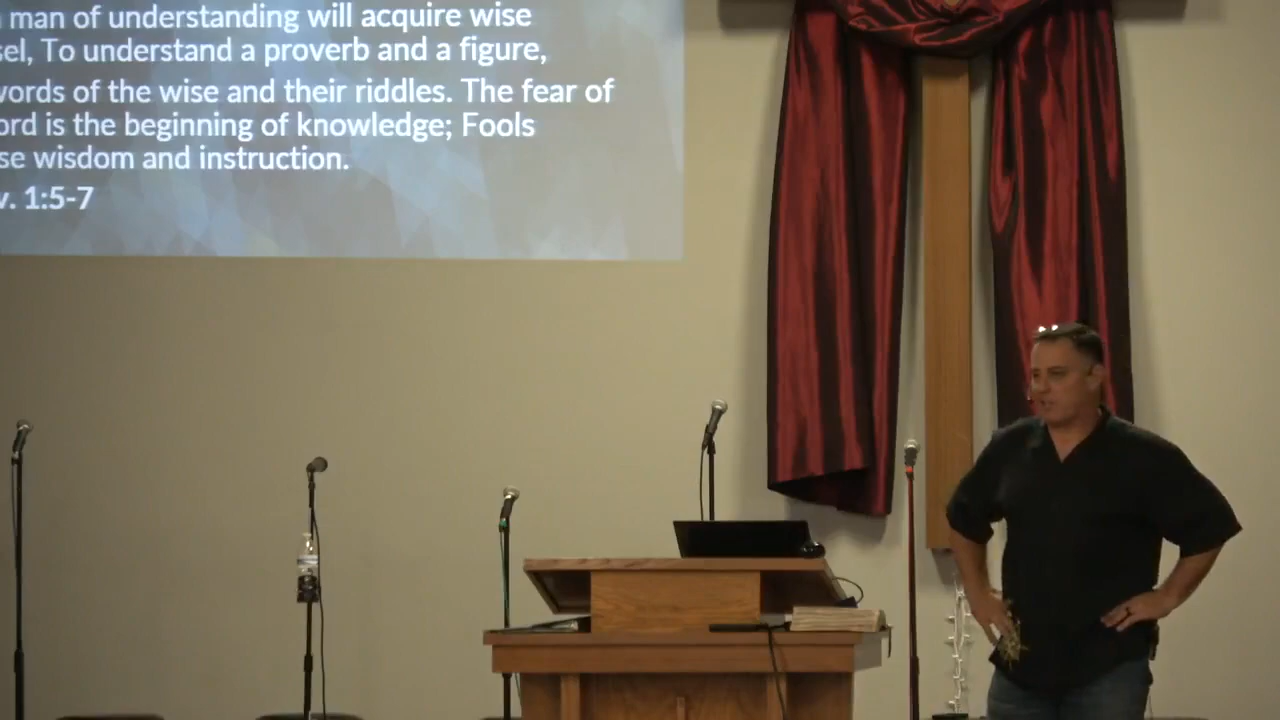 man of understanding will acquire wise
sel, To understand a proverb and a figure,
words of the wise and their riddles. The fear of
ord is the beginning of knowledge; Fools
se wisdom and instruction.
v. 1:5-7